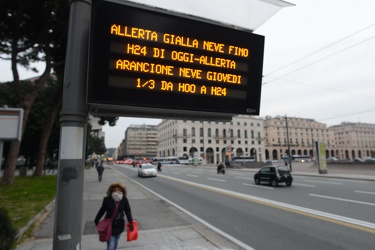 ALLERTA GIALLA NEVE FINO
H24 DI OGGI-ALLERTA
ARANCIONE NEVE GIOVEDI
1/3 DA H00 A H24